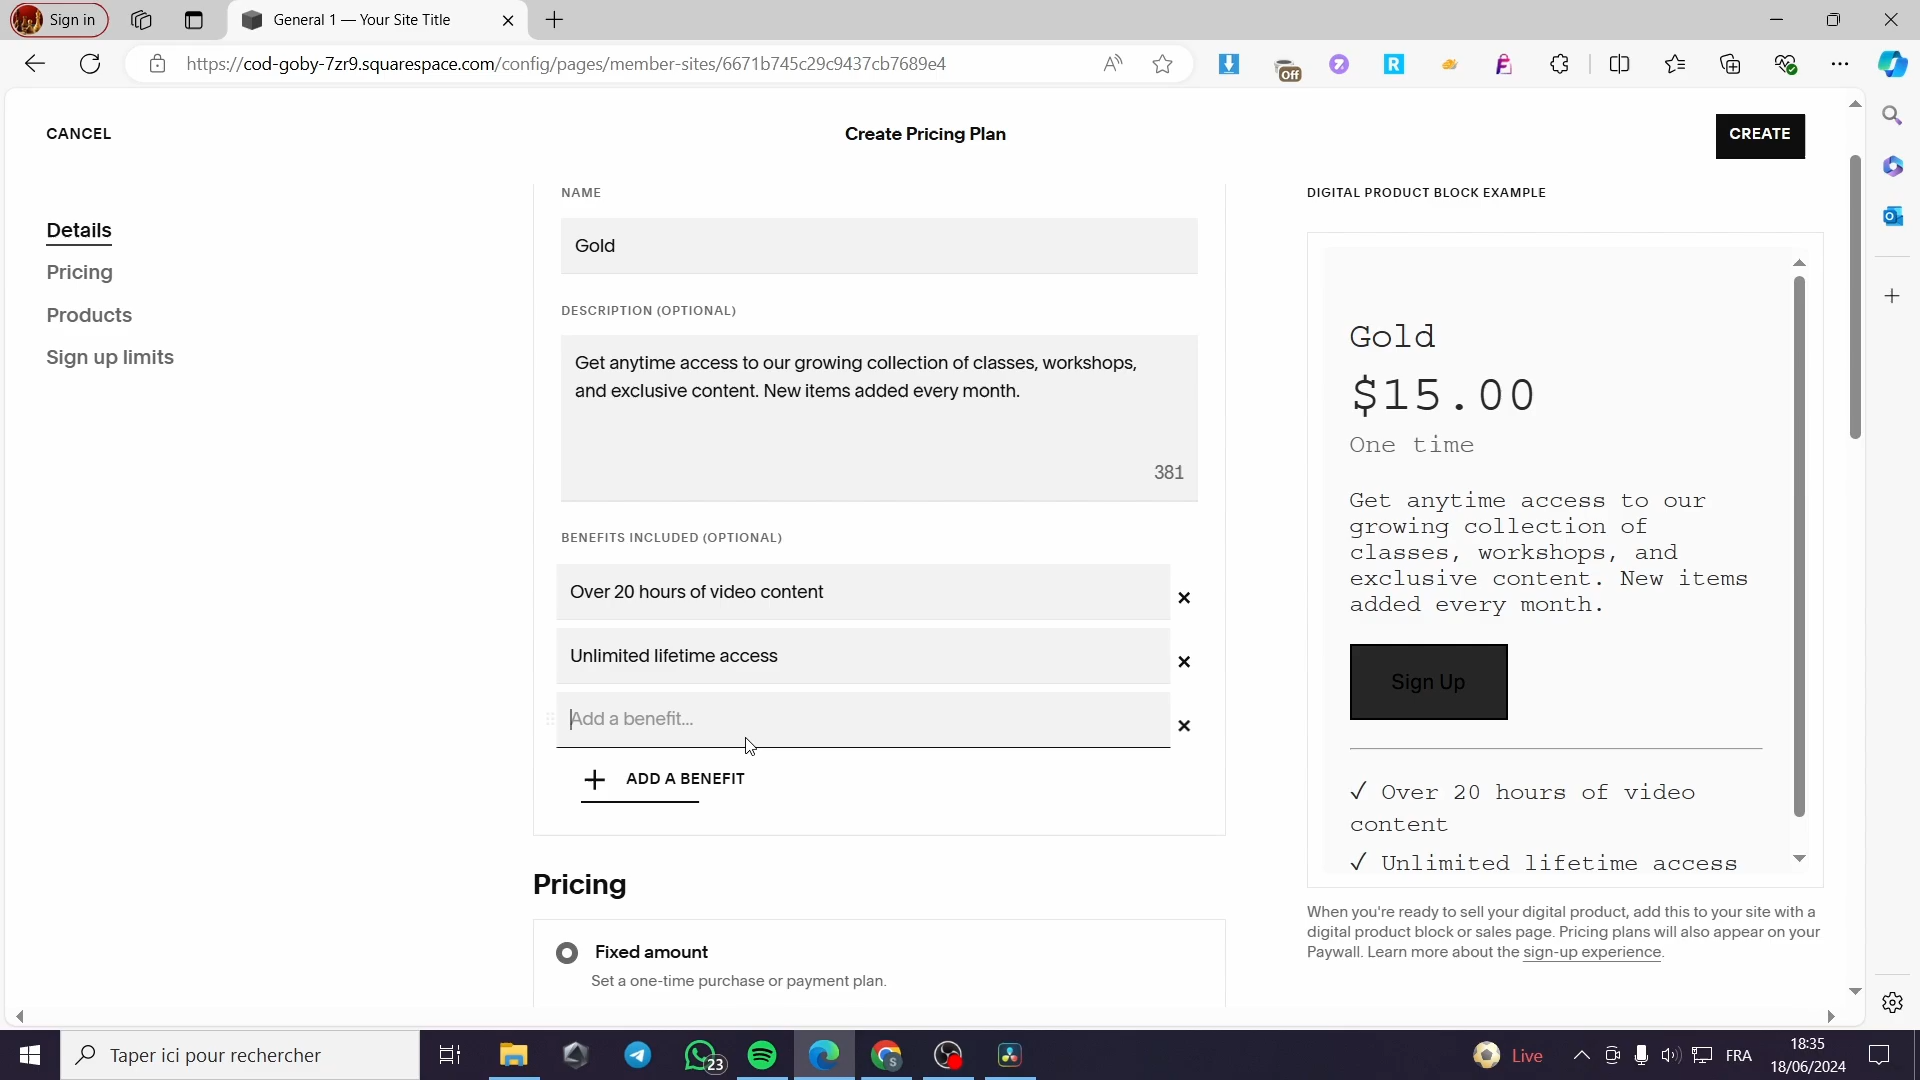 Sign in
General 1 — Your Site Title
https://cod-goby-7zr9.squarespace.com/config/pages/member-sites/6671b745c29c9437cb7689e4
Off
CANCEL
Create Pricing Plan
CREATE
Details
Pricing
Products
Sign up limits
NAME
Gold
DESCRIPTION (OPTIONAL)
Get anytime access to our growing collection of classes, workshops,
and exclusive content. New items added every month.
381
BENEFITS INCLUDED (OPTIONAL)
Over 20 hours of video content
Unlimited lifetime access
Add a benefit...
ADD A BENEFIT
Pricing
Fixed amount
Set a one-time purchase or payment plan.
DIGITAL PRODUCT BLOCK EXAMPLE
Gold
$15.00
One time
Get anytime access to our
growing collection of
classes, workshops, and
exclusive content. New items
added every month.
Sign Up
✓ Over 20 hours of video
content
✓ Unlimited lifetime access
When you're ready to sell your digital product, add this to your site with a
digital product block or sales page. Pricing plans will also appear on your
Paywall. Learn more about the sign-up experience.
Taper ici pour rechercher
23
Live
FRA
18:35
18/06/2024